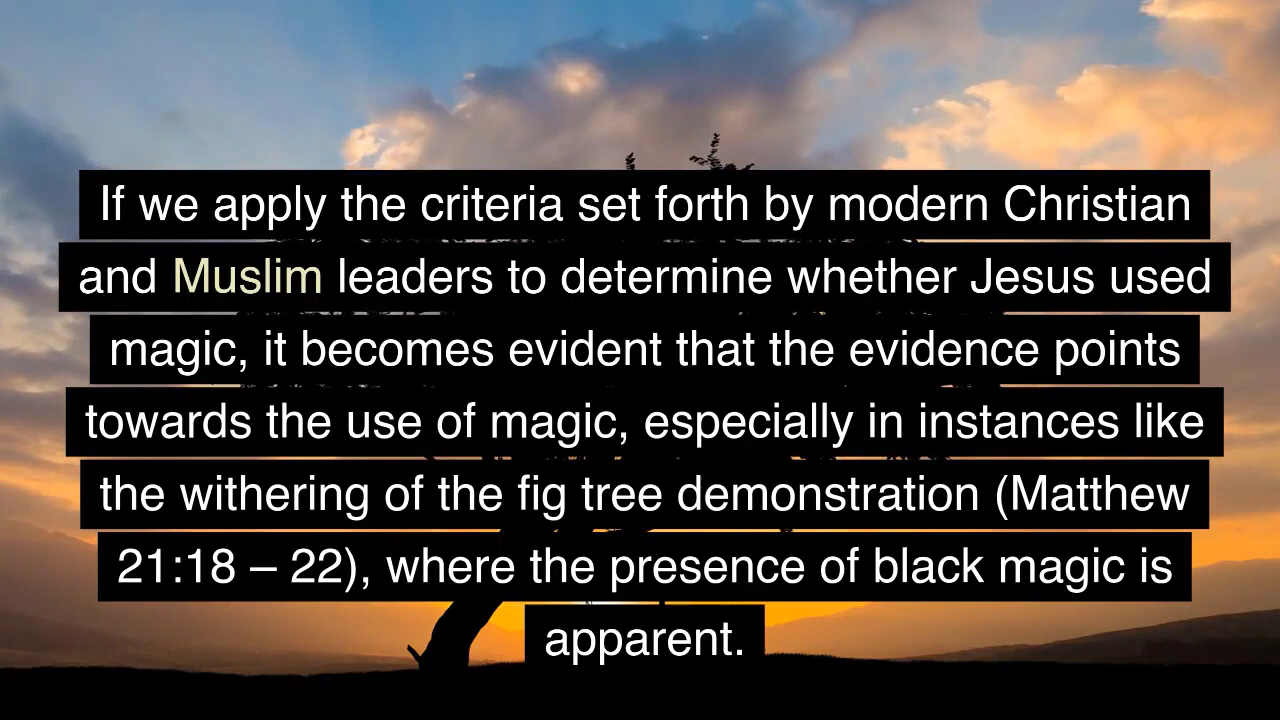 If we apply the criteria set forth by modern Christian
and Muslim leaders to determine whether Jesus used
magic, it becomes evident that the evidence points
towards the use of magic, especially in instances like
the withering of the fig tree demonstration (Matthew
21:18 – 22), where the presence of black magic is
apparent.